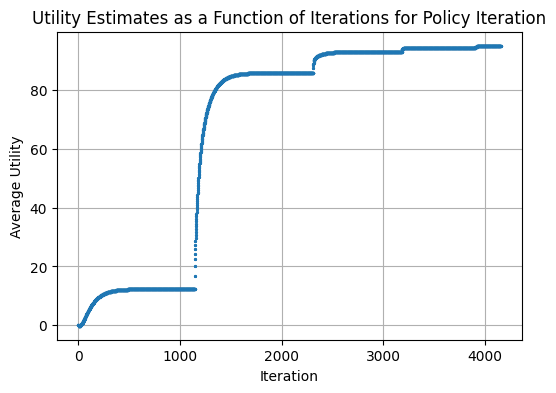 Utility Estimates as a Function of Iterations for Policy Iteration
80
60
40
20
0
Average Utility
0 1000 2000 3000 4000
Iteration